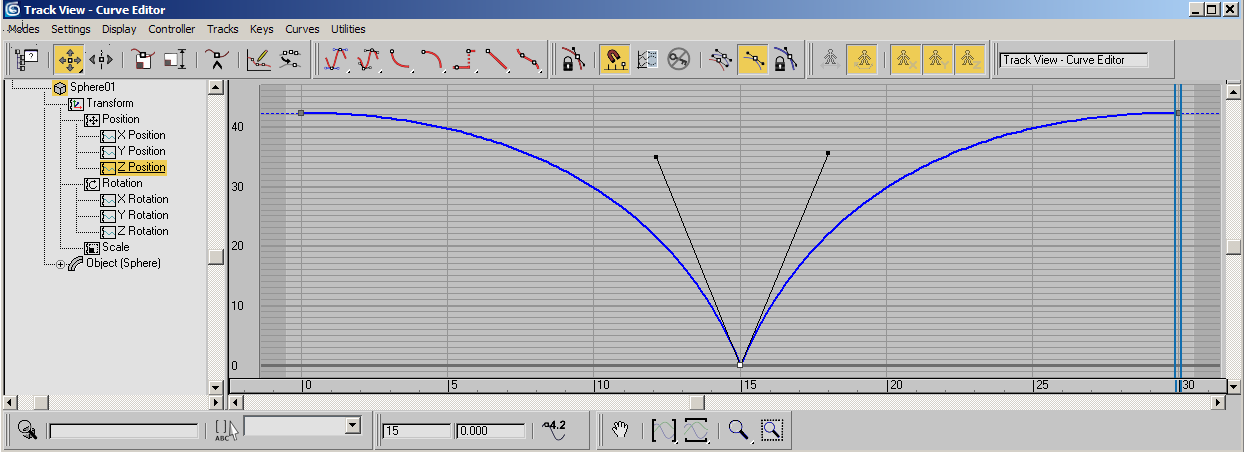 Track View - Curve Editor
Modes Settings Display Controller Tracks Keys Curves Utilities
?
Track View - Curve Editor
Sphere01
Transform
Position
X Position
Y Position
Z Position
Rotation
X Rotation
Y Rotation
Z Rotation
Scale
Object (Sphere)
40
30
20
10
0
0 5 10 15 20 25 30
ABC
15 0.000
4.2